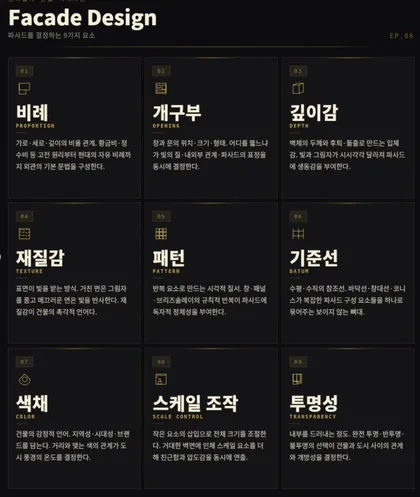 Facade Design
파사드를 결정하는 9가지 요소
EP.06
01
비례
PROPORTION
가로·세로·깊이의 비율 관계. 황금비·정
수비 등 고전 원리부터 현대의 자유 비례까
지 외관의 기본 문법을 구성한다.
02
개구부
OPENING
창과 문의 위치·크기·형태. 어디를 뚫느냐
가 빛의 질·내외부 관계·파사드의 표정을
동시에 결정한다.
03
깊이감
DEPTH
벽체의 두께와 후퇴·돌출로 만드는 입체
감. 빛과 그림자가 시시각각 달라져 파사드
에 생동감을 부여한다.
04
재질감
TEXTURE
표면이 빛을 받는 방식. 거친 면은 그림자
를 품고 매끄러운 면은 빛을 반사한다. 재
질감이 건물의 촉각적 언어다.
05
패턴
PATTERN
반복 요소로 만드는 시각적 질서. 창·패널
·브리즈솔레이의 규칙적 반복이 파사드에
독자적 정체성을 부여한다.
06
기준선
DATUM
수평·수직의 참조선. 바닥선·창대선·코니
스가 복잡한 파사드 구성 요소들을 하나로
묶어주는 보이지 않는 뼈대.
07
색채
COLOR
건물의 감정적 언어. 지역성·시대성·브랜
드를 담는다. 거리와 맺는 색의 관계가 도
시 풍경의 온도를 결정한다.
08
스케일 조작
SCALE CONTROL
작은 요소의 삽입으로 전체 크기를 조절한
다. 거대한 벽면에 인체 스케일 요소를 더
해 친근함과 압도감을 동시에 연출.
09
투명성
TRANSPARENCY
내부를 드러내는 정도. 완전 투명·반투명·
불투명의 선택이 건물과 도시 사이의 관계
와 개방성을 결정한다.